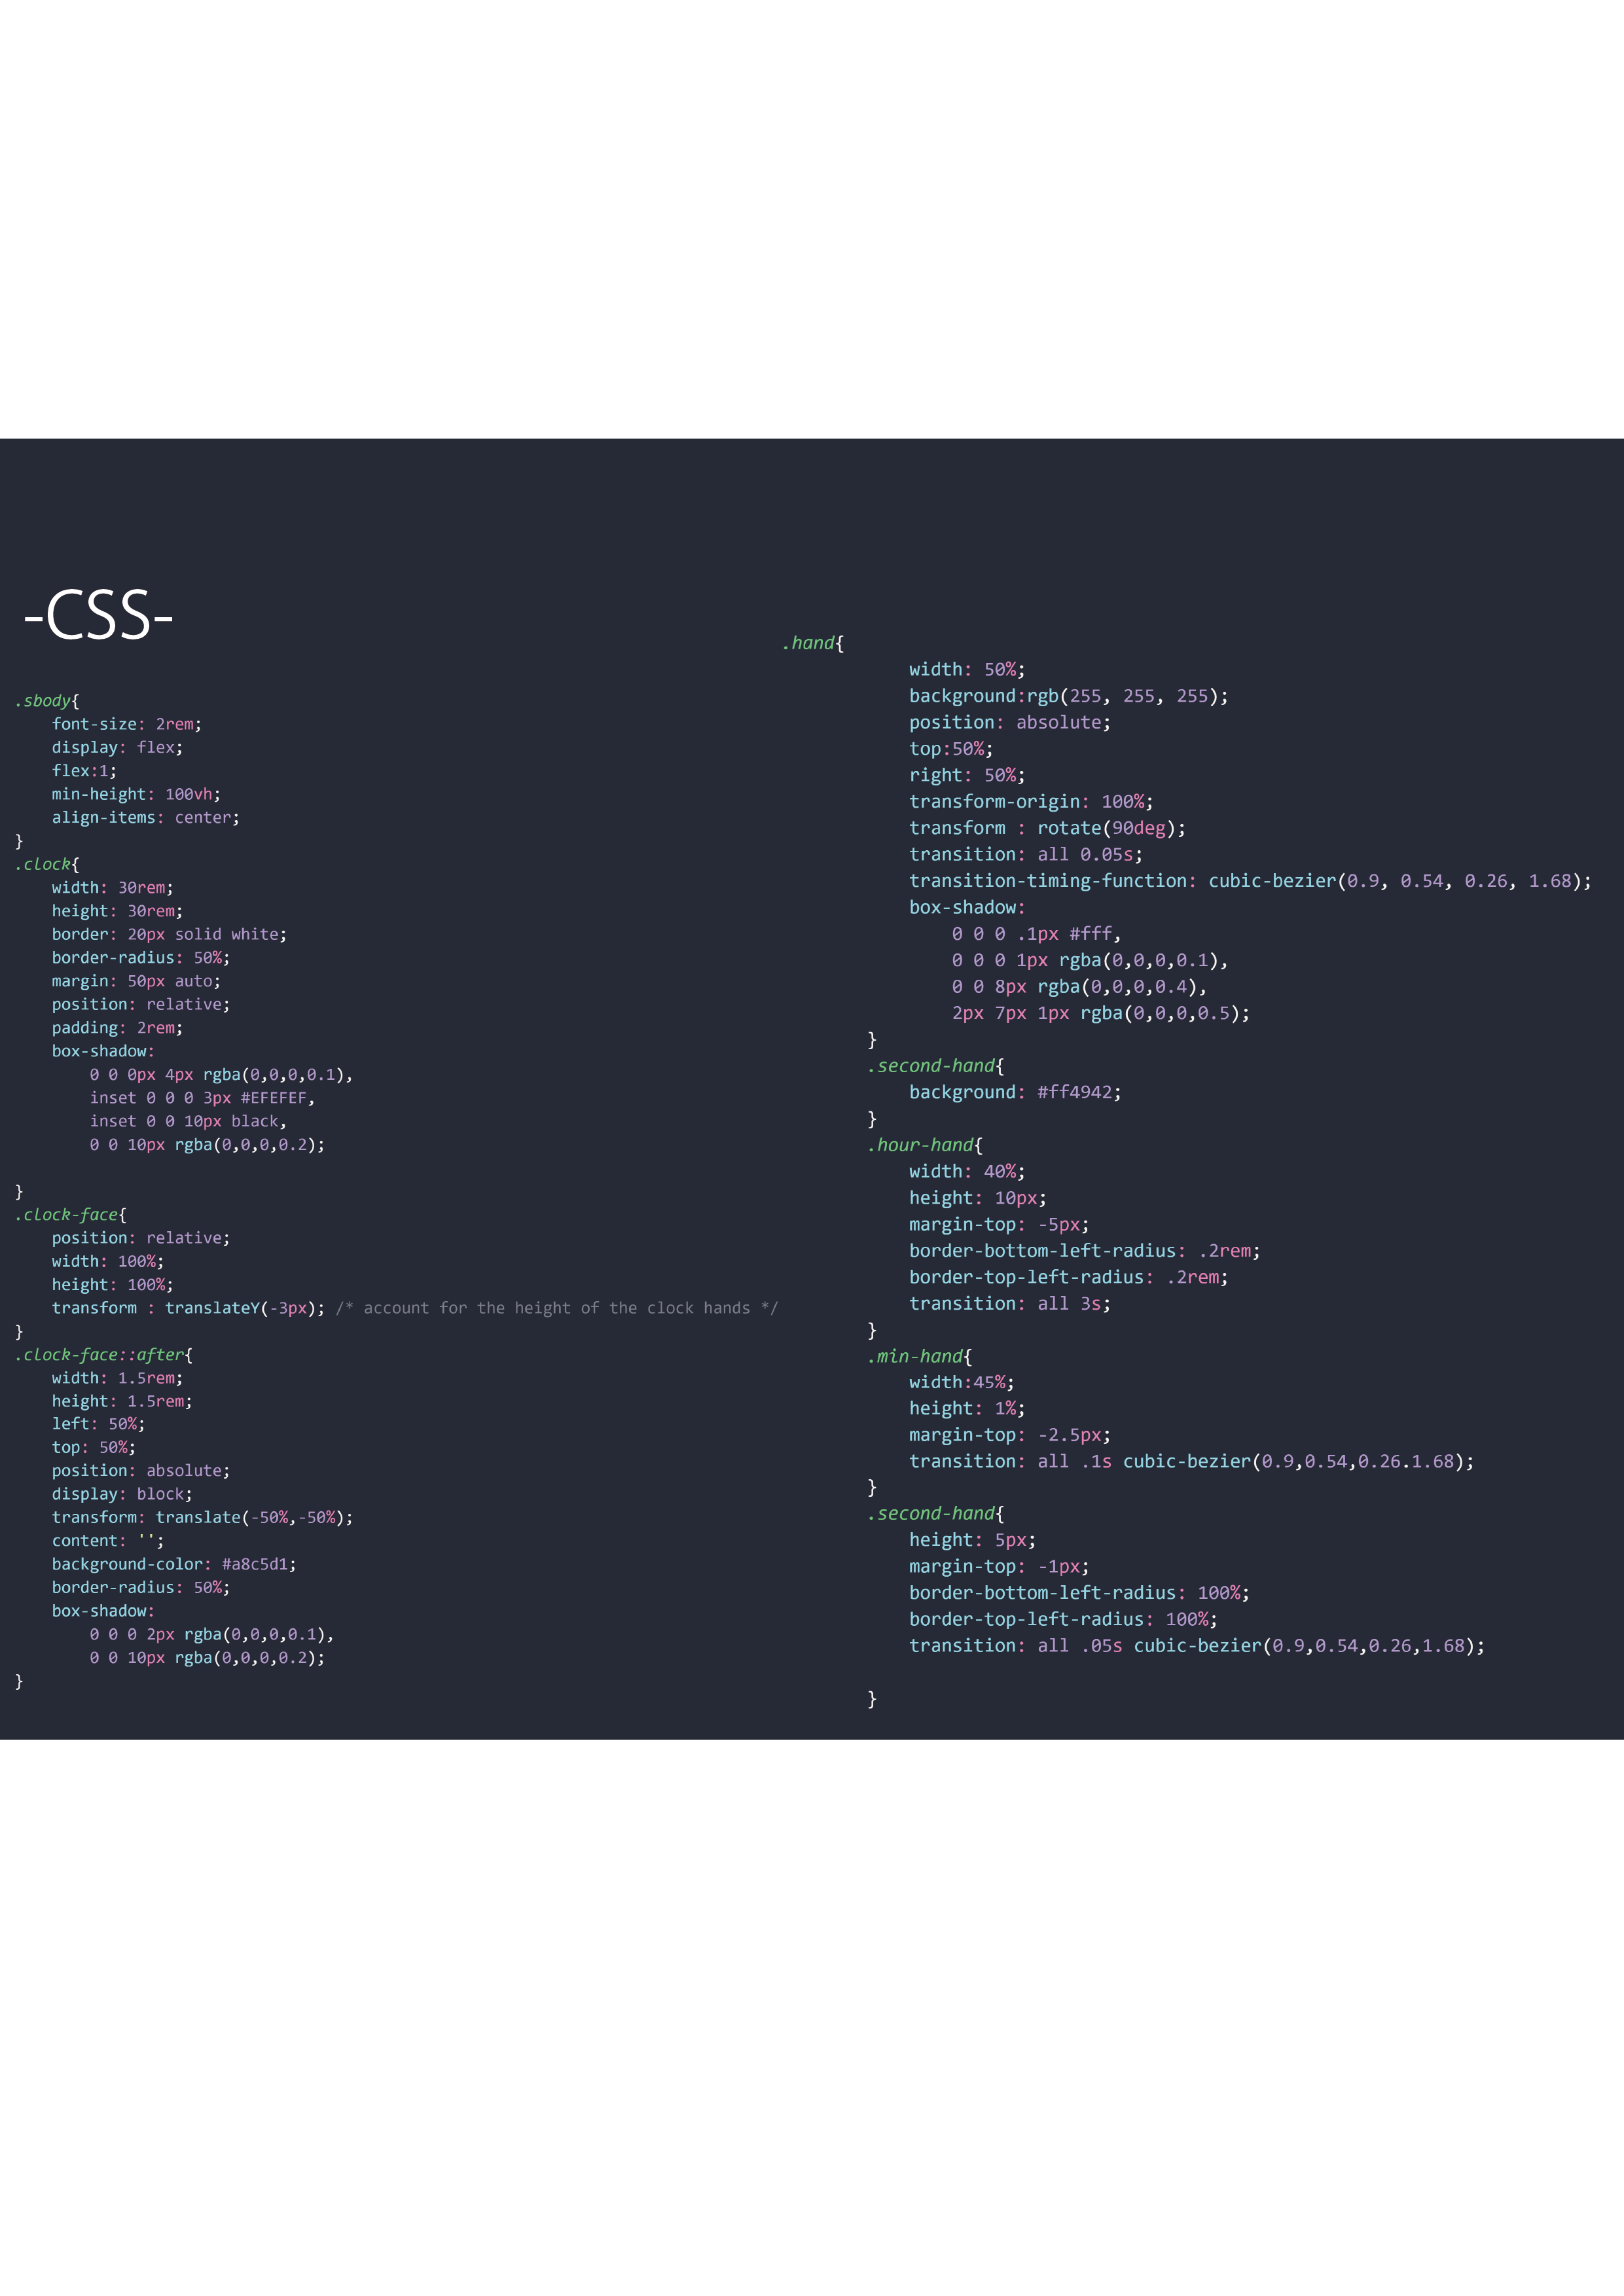 -CSS-
.sbody{
    font-size: 2rem;
    display: flex;
    flex:1;
    min-height: 100vh;
    align-items: center;
}
.clock{
    width: 30rem;
    height: 30rem;
    border: 20px solid white;
    border-radius: 50%;
    margin: 50px auto;
    position: relative;
    padding: 2rem;
    box-shadow:
        0 0 0px 4px rgba(0,0,0,0.1),
        inset 0 0 0 3px #EFEFEF,
        inset 0 0 10px black,
        0 0 10px rgba(0,0,0,0.2);
}
.clock-face{
    position: relative;
    width: 100%;
    height: 100%;
    transform : translateY(-3px); /* account for the height of the clock hands */
}
.clock-face::after{
    width: 1.5rem;
    height: 1.5rem;
    left: 50%;
    top: 50%;
    position: absolute;
    display: block;
    transform: translate(-50%,-50%);
    content: '';
    background-color: #a8c5d1;
    border-radius: 50%;
    box-shadow:
        0 0 0 2px rgba(0,0,0,0.1),
        0 0 10px rgba(0,0,0,0.2);
}
.hand{
    width: 50%;
    background:rgb(255, 255, 255);
    position: absolute;
    top:50%;
    right: 50%;
    transform-origin: 100%;
    transform : rotate(90deg);
    transition: all 0.05s;
    transition-timing-function: cubic-bezier(0.9, 0.54, 0.26, 1.68);
    box-shadow:
        0 0 0 .1px #fff,
        0 0 0 1px rgba(0,0,0,0.1),
        0 0 8px rgba(0,0,0,0.4),
        2px 7px 1px rgba(0,0,0,0.5);
}
.second-hand{
    background: #ff4942;
}
.hour-hand{
    width: 40%;
    height: 10px;
    margin-top: -5px;
    border-bottom-left-radius: .2rem;
    border-top-left-radius: .2rem;
    transition: all 3s;
}
.min-hand{
    width:45%;
    height: 1%;
    margin-top: -2.5px;
    transition: all .1s cubic-bezier(0.9,0.54,0.26.1.68);
}
.second-hand{
    height: 5px;
    margin-top: -1px;
    border-bottom-left-radius: 100%;
    border-top-left-radius: 100%;
    transition: all .05s cubic-bezier(0.9,0.54,0.26,1.68);
}